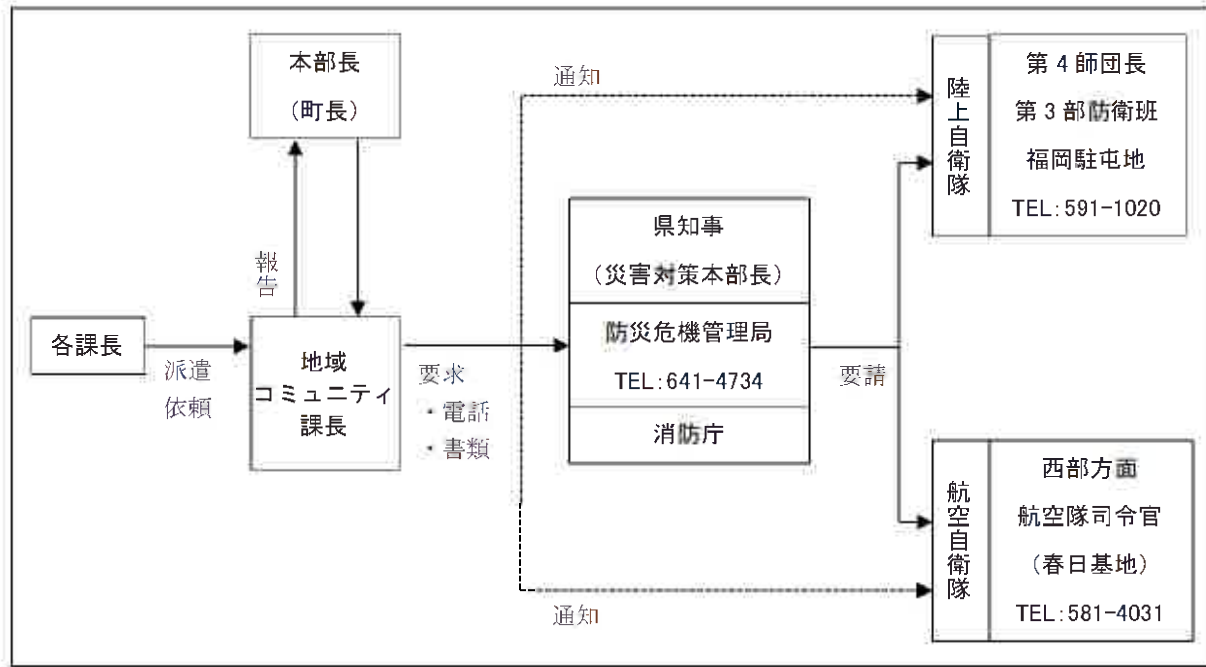 本部長
(町長)
報告
各課長
派遣
依頼
地域
コミュニティ
課長
要求
・電話
・書類
通知
県知事
(災害対策本部長)
防災危機管理局
TEL:641-4734
消防庁
要請
通知
陸上自衛隊
第4師団長
第3部防衛班
福岡駐屯地
TEL:591-1020
航空自衛隊
西部方面
航空隊司令官
(春日基地)
TEL:581-4031